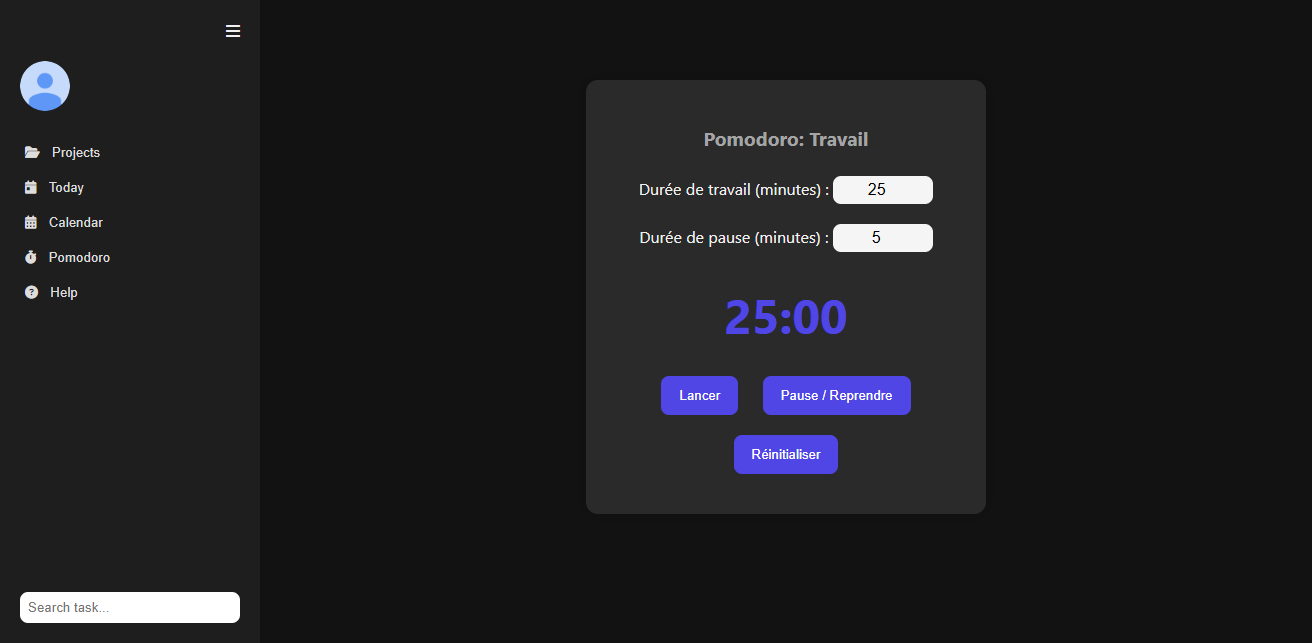 Projects
Today
Calendar
Pomodoro
Help
Search task...
Pomodoro: Travail
Durée de travail (minutes) : 25
Durée de pause (minutes) : 5
25:00
Lancer Pause / Reprendre
Réinitialiser